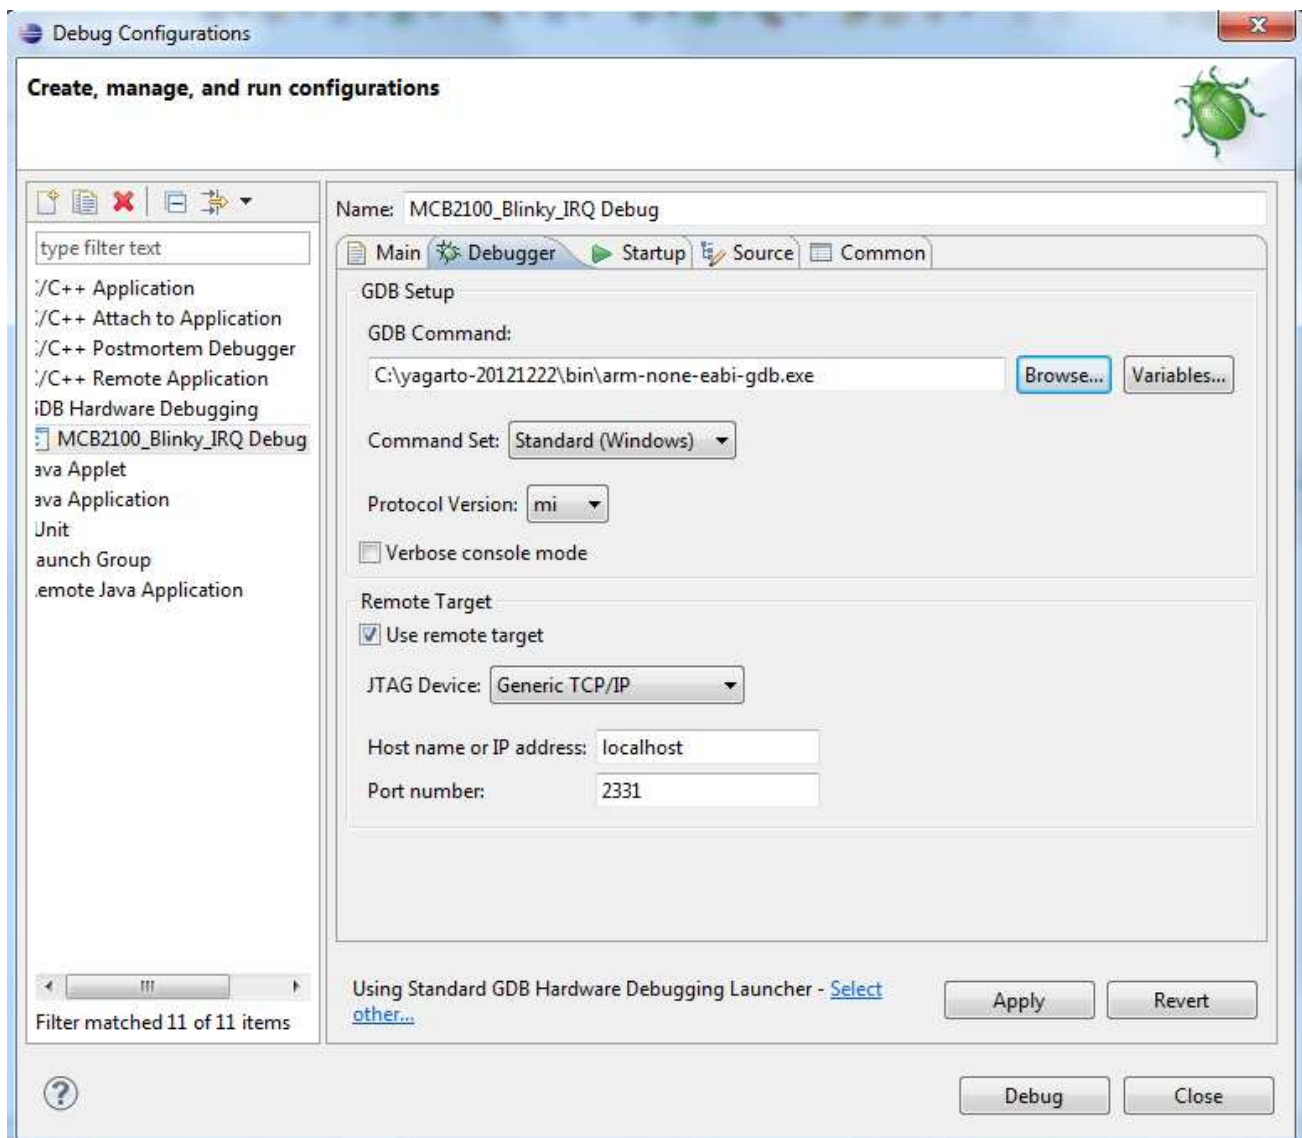 Debug Configurations
Create, manage, and run configurations
type filter text
:/C++ Application
:/C++ Attach to Application
:/C++ Postmortem Debugger
:/C++ Remote Application
GDB Hardware Debugging
MCB2100_Blinky_IRQ Debug
ava Applet
ava Application
Unit
aunch Group
emote Java Application
Filter matched 11 of 11 items
Name: MCB2100_Blinky_IRQ Debug
Main Debugger Startup Source Common
GDB Setup
GDB Command:
C:\yagarto-20121222\bin\arm-none-eabi-gdb.exe Browse... Variables...
Command Set: Standard (Windows)
Protocol Version: mi
Verbose console mode
Remote Target
Use remote target
JTAG Device: Generic TCP/IP
Host name or IP address: localhost
Port number: 2331
Using Standard GDB Hardware Debugging Launcher - Select
other...
Apply Revert
Debug Close